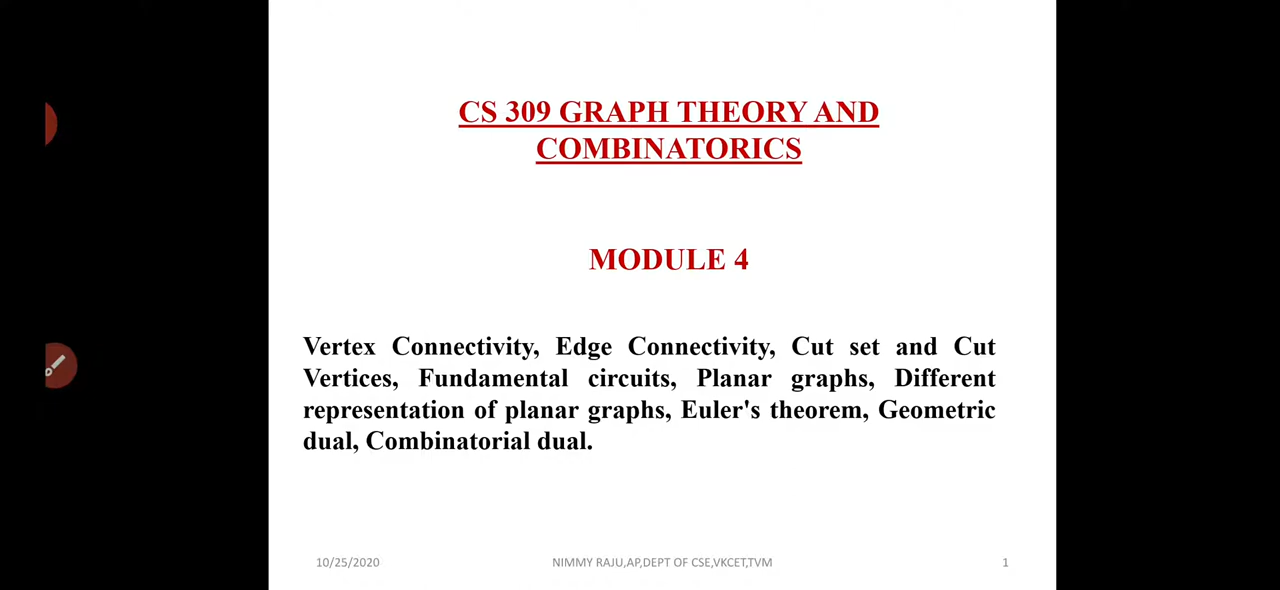 CS 309 GRAPH THEORY AND
COMBINATORICS
MODULE 4
Vertex Connectivity, Edge Connectivity, Cut set and Cut
Vertices, Fundamental circuits, Planar graphs, Different
representation of planar graphs, Euler's theorem, Geometric
dual, Combinatorial dual.
10/25/2020 NIMMY RAJU,AP,DEPT OF CSE,VKCET,TVM 1